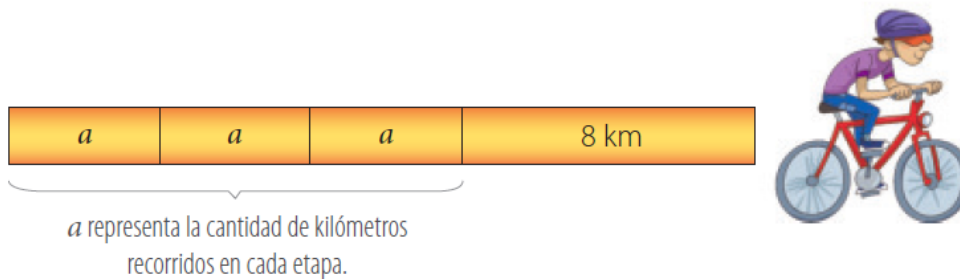 a a a 8 km
a representa la cantidad de kilómetros
recorridos en cada etapa.